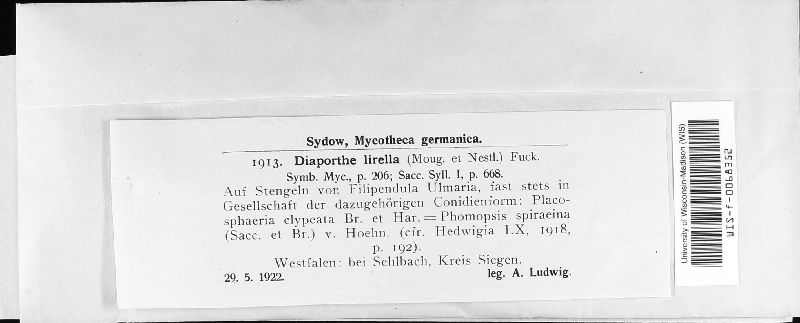 Sydow, Mycotheca germanica.
1913. Diaporthe lirella (Moug. et Nestl.) Fuck.
Symb. Myc., p. 206; Sacc. Syll. I, p. 668.
Auf Stengeln von Filipendula Ulmaria, fast stets in
Gesellschaft der dazugehörigen Conidienform: Placo-
sphaeria clypeata Br. et Har. = Phomopsis spiraeina
(Sacc. et Br.) v. Hoehn. (cfr. Hedwigia LX, 1918,
p. 192).
Westfalen: bei Sehlbach, Kreis Siegen.
29. 5. 1922. leg. A. Ludwig.
University of Wisconsin-Madison (WIS)
WIS-f-0068352